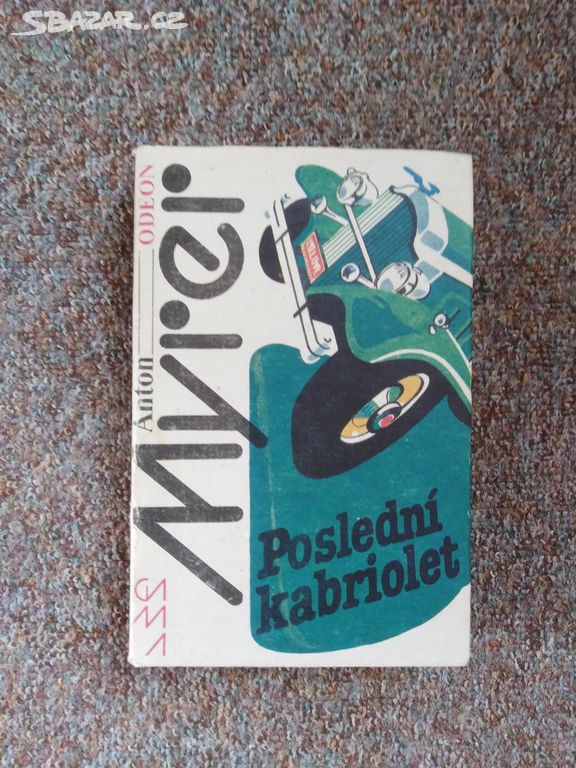 SBAZAR.CZ
ODEON
Anton
Myrer
Poslední
kabriolet